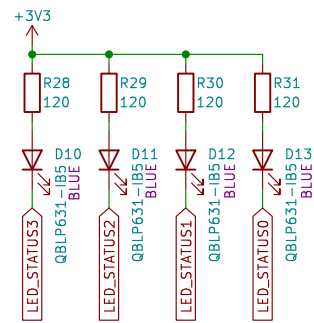 +3V3
R28
120
R29
120
R30
120
R31
120
D10
QBLP631-IB5
BLUE
D11
QBLP631-IB5
BLUE
D12
QBLP631-IB5
BLUE
D13
QBLP631-IB5
BLUE
LED_STATUS3
LED_STATUS2
LED_STATUS1
LED_STATUS0